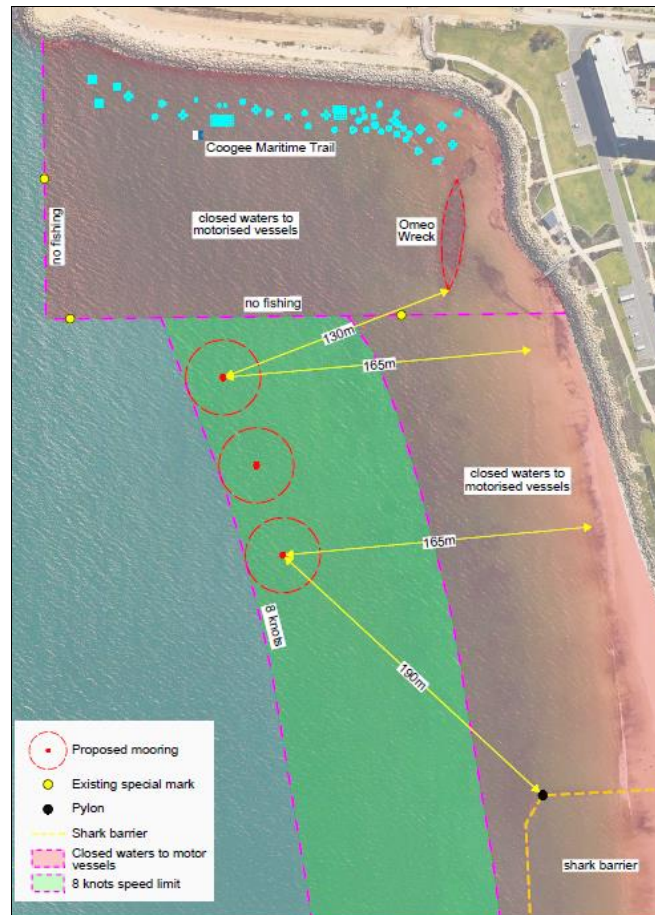 Coogee Maritime Trail
no fishing
closed waters to
motorised vessels
Omeo
Wreck
no fishing
130m
165m
closed waters to
motorised vessels
165m
8 knots
190m
Proposed mooring
Existing special mark
Pylon
Shark barrier
Closed waters to motor
vessels
8 knots speed limit
shark barrier